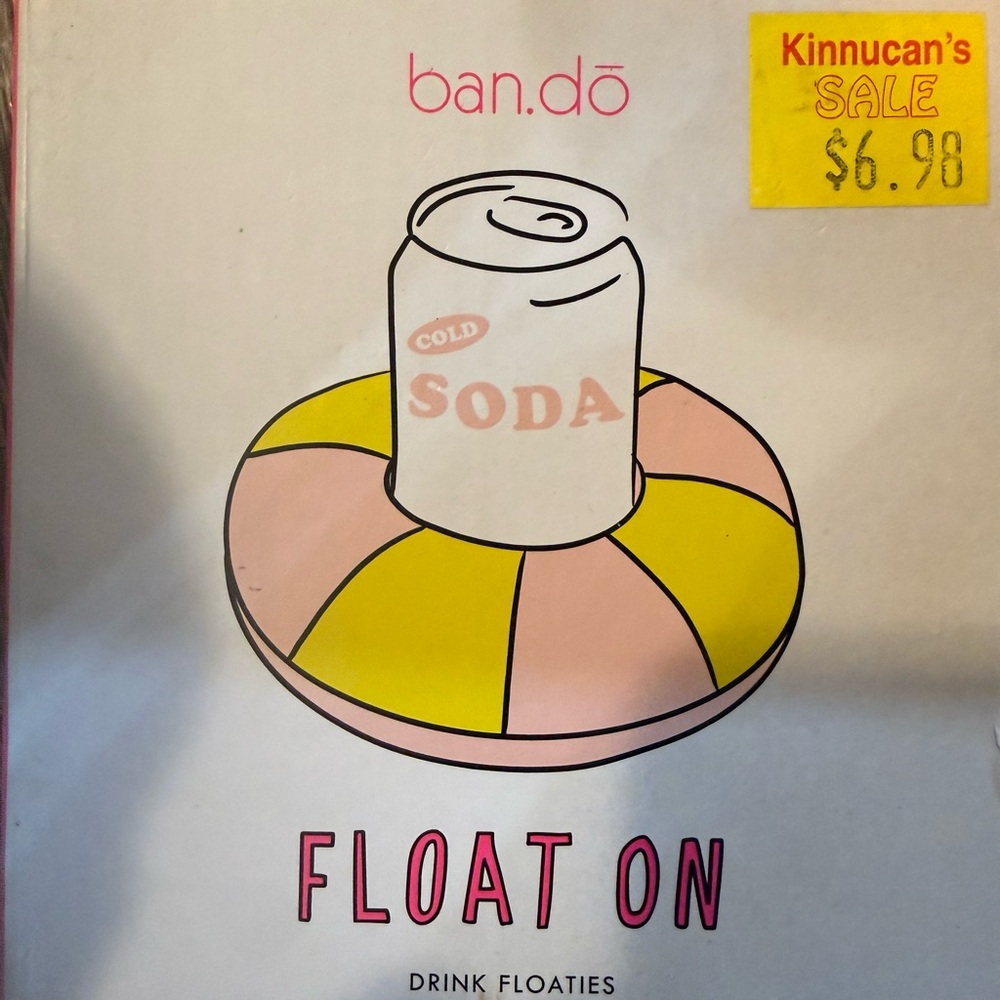 ban.dō
Kinnucan's
SALE
$6.98
COLD
SODA
FLOAT ON
DRINK FLOATIES